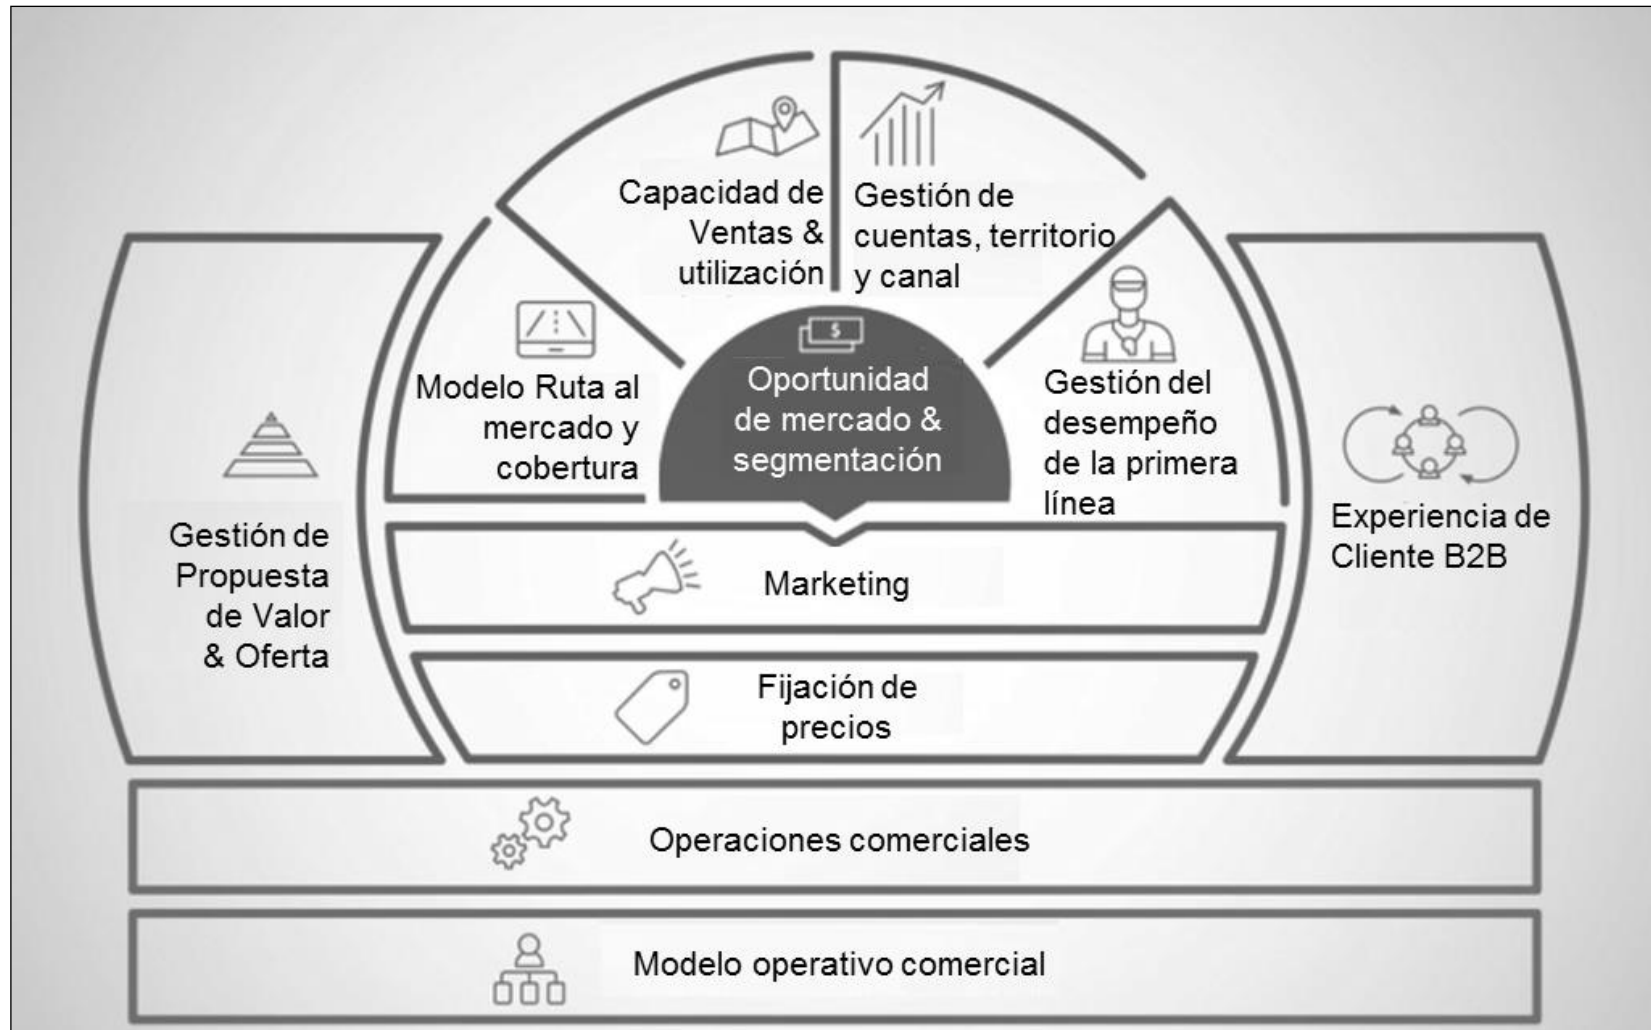 Capacidad de
Ventas &
utilización
Gestión de
cuentas, territorio
y canal
Modelo Ruta al
mercado y
cobertura
$
Oportunidad
de mercado &
segmentación
Gestión del
desempeño
de la primera
línea
Gestión de
Propuesta
de Valor
& Oferta
Experiencia de
Cliente B2B
Marketing
Fijación de
precios
Operaciones comerciales
Modelo operativo comercial